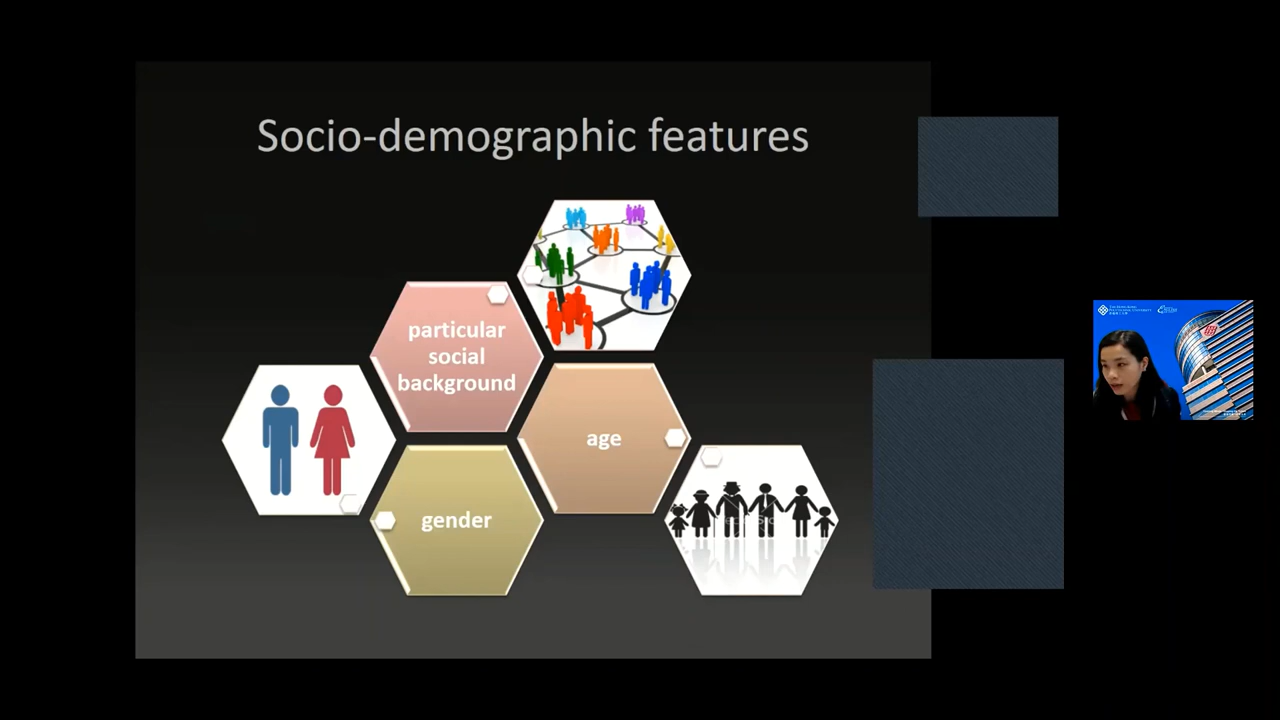 Socio-demographic features
particular
social
background
age
gender